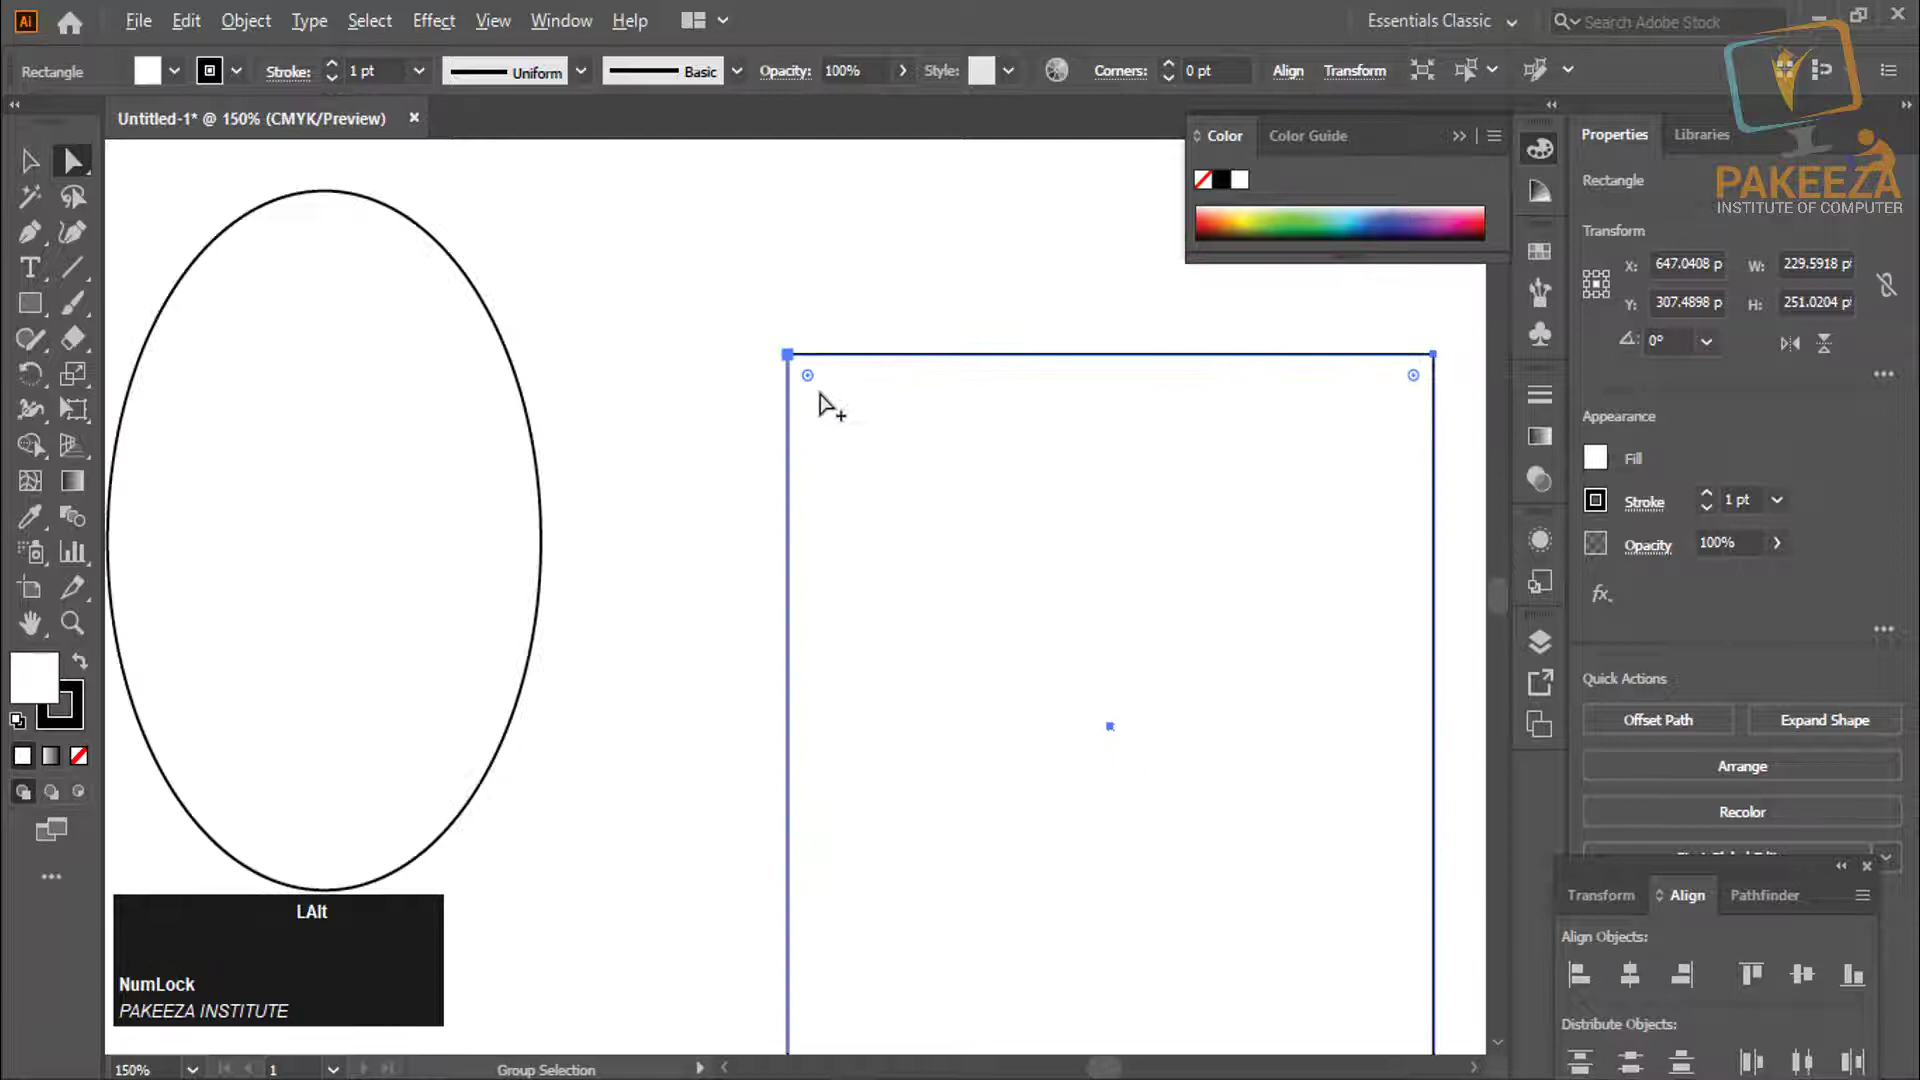 Ai File Edit Object Type Select Effect View Window Help Essentials Classic Search Adobe Stock
Rectangle Stroke: 1 pt Uniform Basic Opacity: 100% Style: Corners: 0 pt Align Transform
Untitled-1* @ 150% (CMYK/Preview)
Color Color Guide
Properties Libraries
PAKEEZA
INSTITUTE OF COMPUTER
Rectangle
Transform
X: 647.0408 p W: 229.5918 p
Y: 307.4898 p H: 251.0204 p
0°
Appearance
Fill
Stroke 1 pt
Opacity 100%
fx
Quick Actions
Offset Path Expand Shape
Arrange
Recolor
Transform Align Pathfinder
Align Objects:
Distribute Objects:
LAlt
NumLock
PAKEEZA INSTITUTE
150% 1 Group Selection